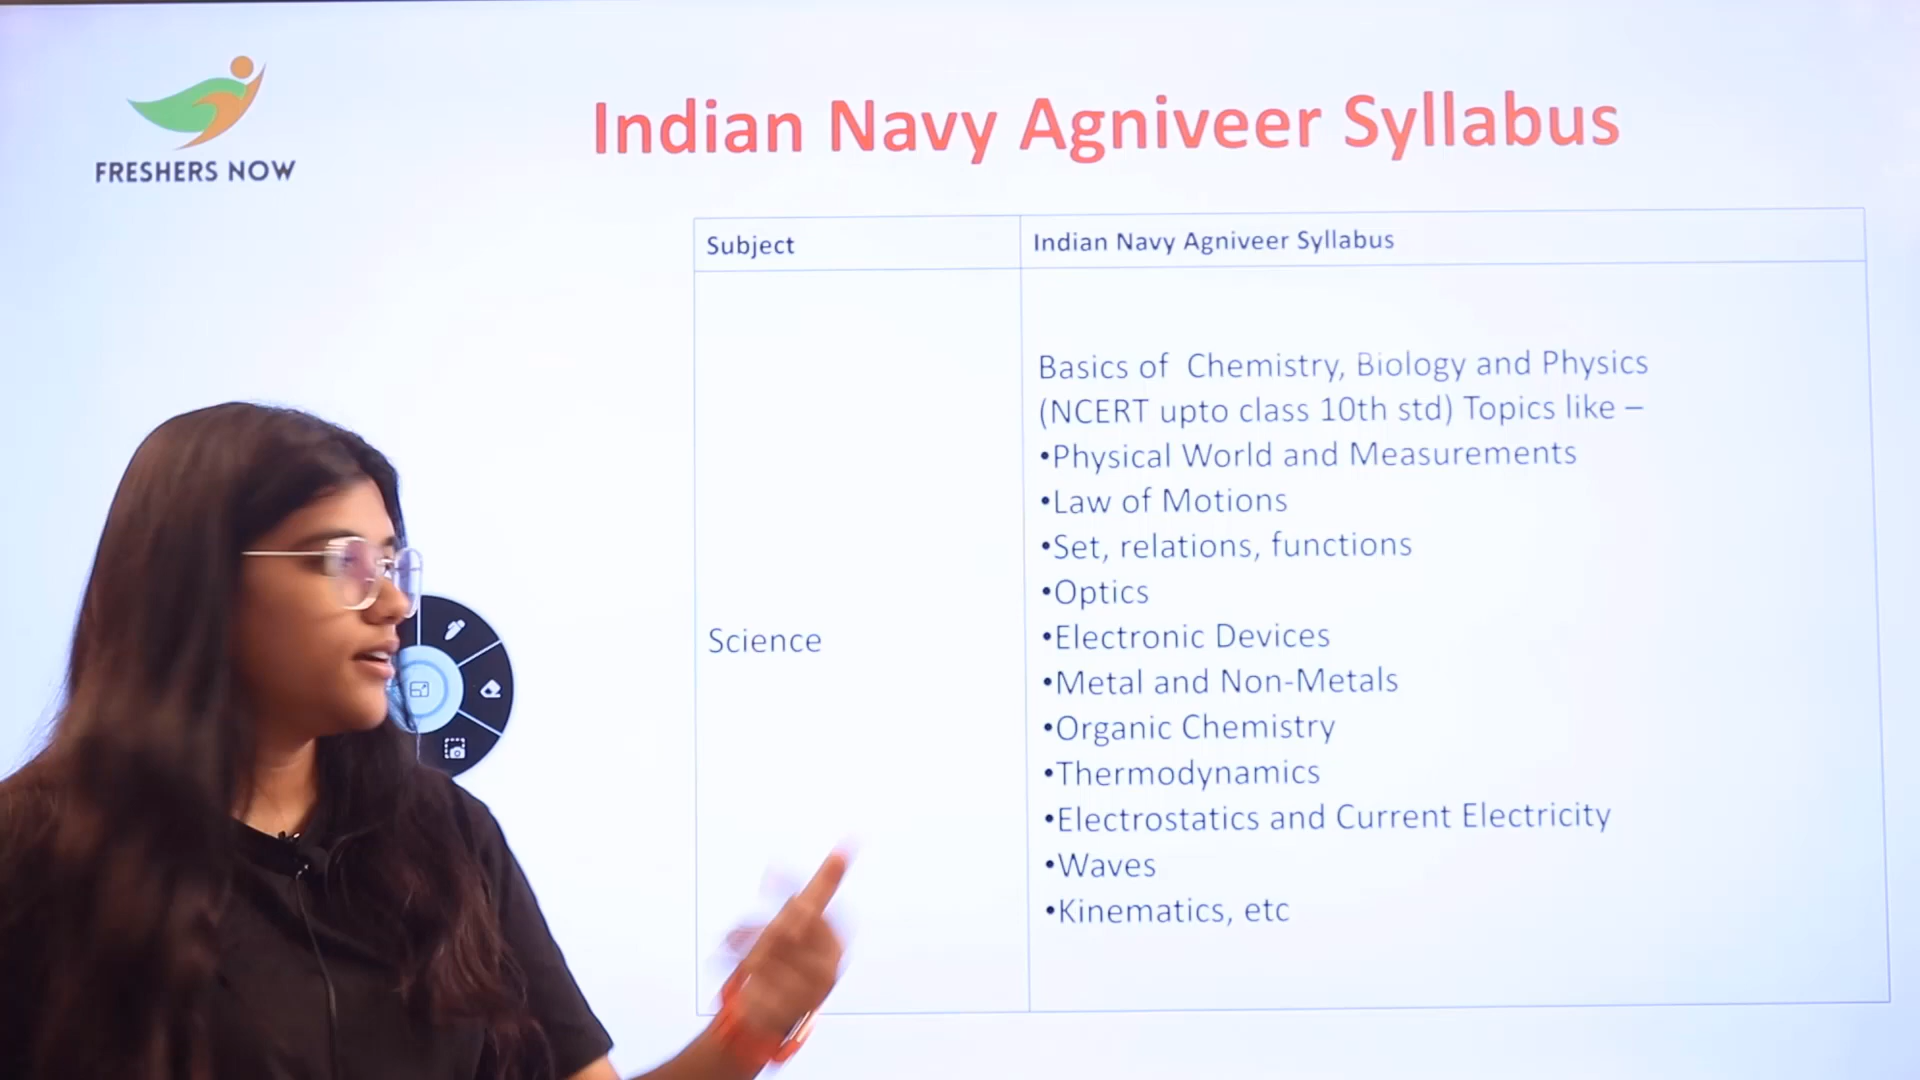 FRESHERS NOW
Indian Navy Agniveer Syllabus
Subject
Indian Navy Agniveer Syllabus
Science
Basics of  Chemistry, Biology and Physics
(NCERT upto class 10th std) Topics like –
•Physical World and Measurements
•Law of Motions
•Set, relations, functions
•Optics
•Electronic Devices
•Metal and Non-Metals
•Organic Chemistry
•Thermodynamics
•Electrostatics and Current Electricity
•Waves
•Kinematics, etc